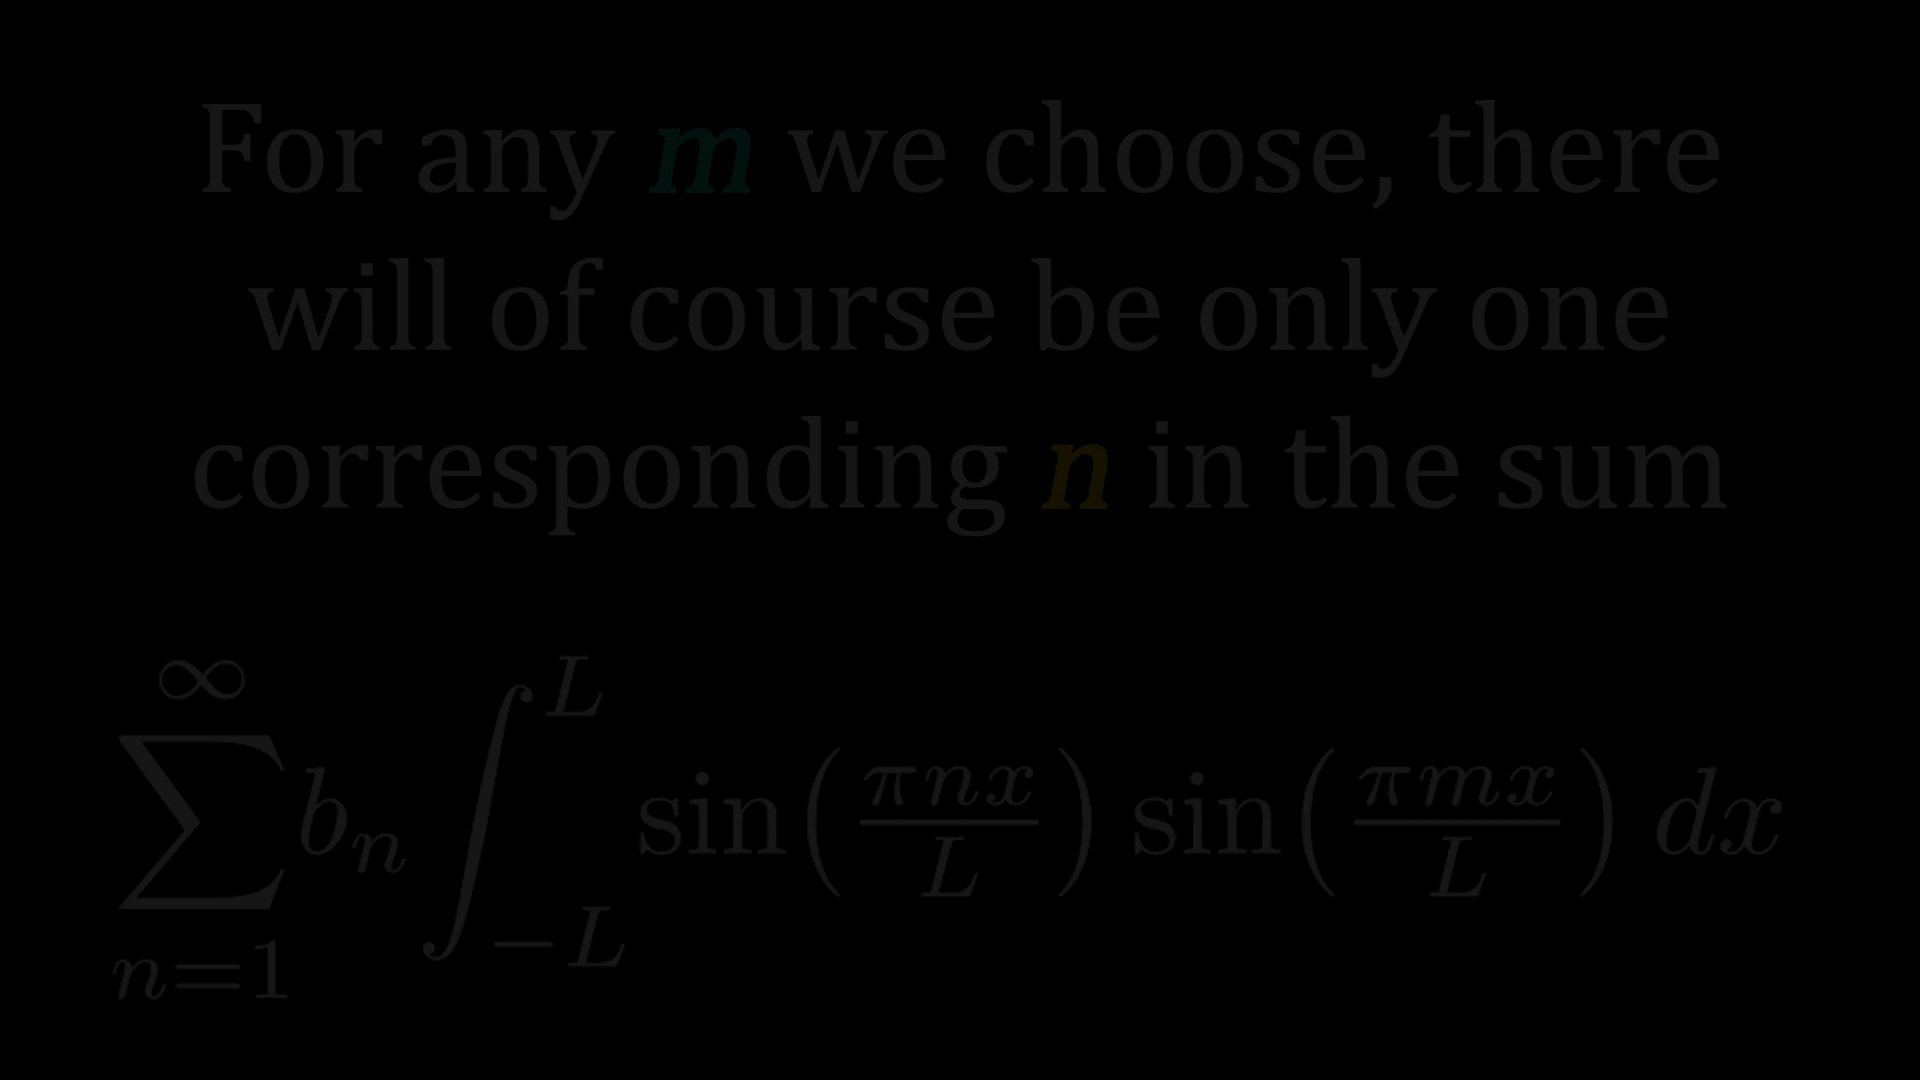 For any m we choose, there
will of course be only one
corresponding n in the sum
∞ ∑ n=1 bₙ ∫ L −L sin(πnx/L) sin(πmx/L) dx